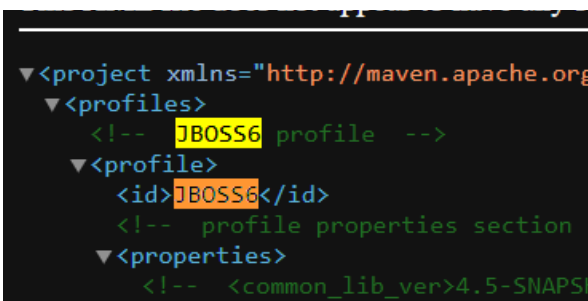 <project xmlns="http://maven.apache.org
<profiles>
<!-- JBOSS6 profile -->
<profile>
<id>JBOSS6</id>
<!-- profile properties section
<properties>
<!-- <common_lib_ver>4.5-SNAPS